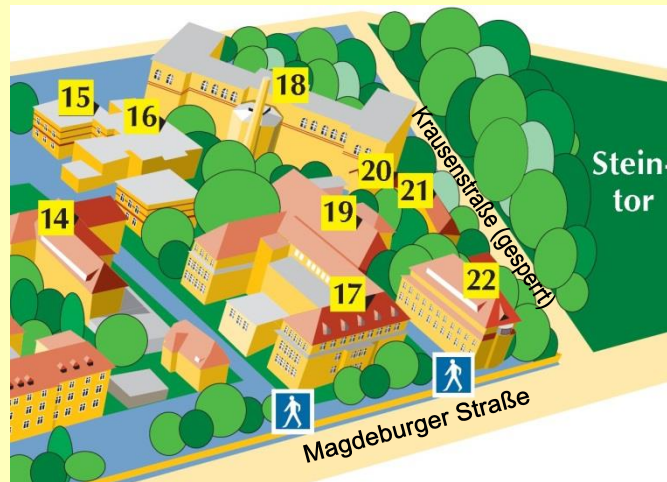 18
15
16
Krausenstraße (gesperrt)
20
21
Stein-
tor
14
19
22
17
Magdeburger Straße